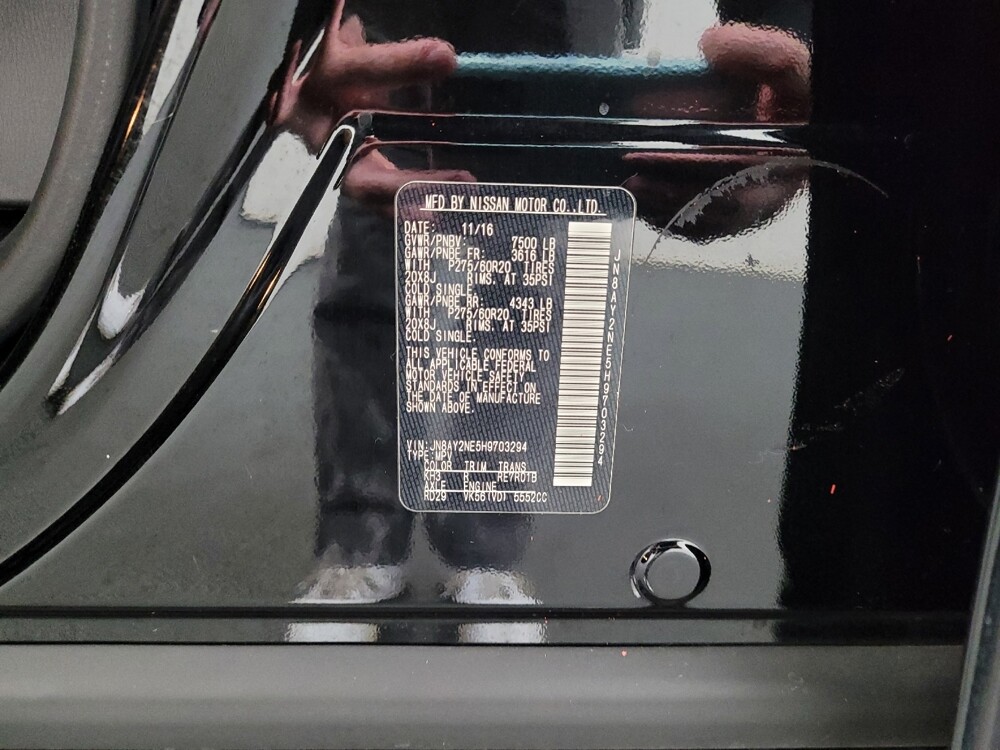 MFD BY NISSAN MOTOR CO.,LTD.
DATE: 11/16
GVWR/PNBV: 7500 LB
GAWR/PNBE FR: 3616 LB
WITH P275/60R20 TIRES
20X8J RIMS. AT 35PSI
COLD SINGLE.
GAWR/PNBE RR: 4343 LB
WITH P275/60R20 TIRES
20X8J RIMS. AT 35PSI
COLD SINGLE.
THIS VEHICLE CONFORMS TO
ALL APPLICABLE FEDERAL
MOTOR VEHICLE SAFETY
STANDARDS IN EFFECT ON
THE DATE OF MANUFACTURE
SHOWN ABOVE.
VIN:JN8AY2NE5H9703294
TYPE:MPV
COLOR TRIM TRANS
KH3 R RE7R01B
AXLE ENGINE
RD29 VK56(VD) 5552CC
JN8AY2NE5H9703294